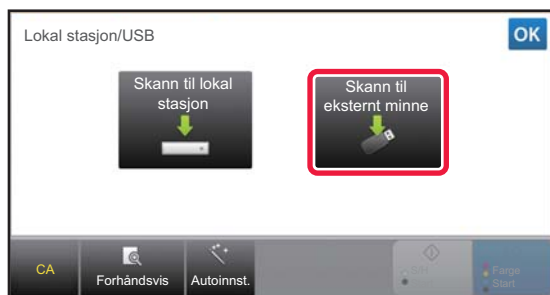 Lokal stasjon/USB
OK
Skann til lokal
stasjon
Skann til
eksternt minne
CA
Forhåndsvis
Autoinnst.
Farge
Start